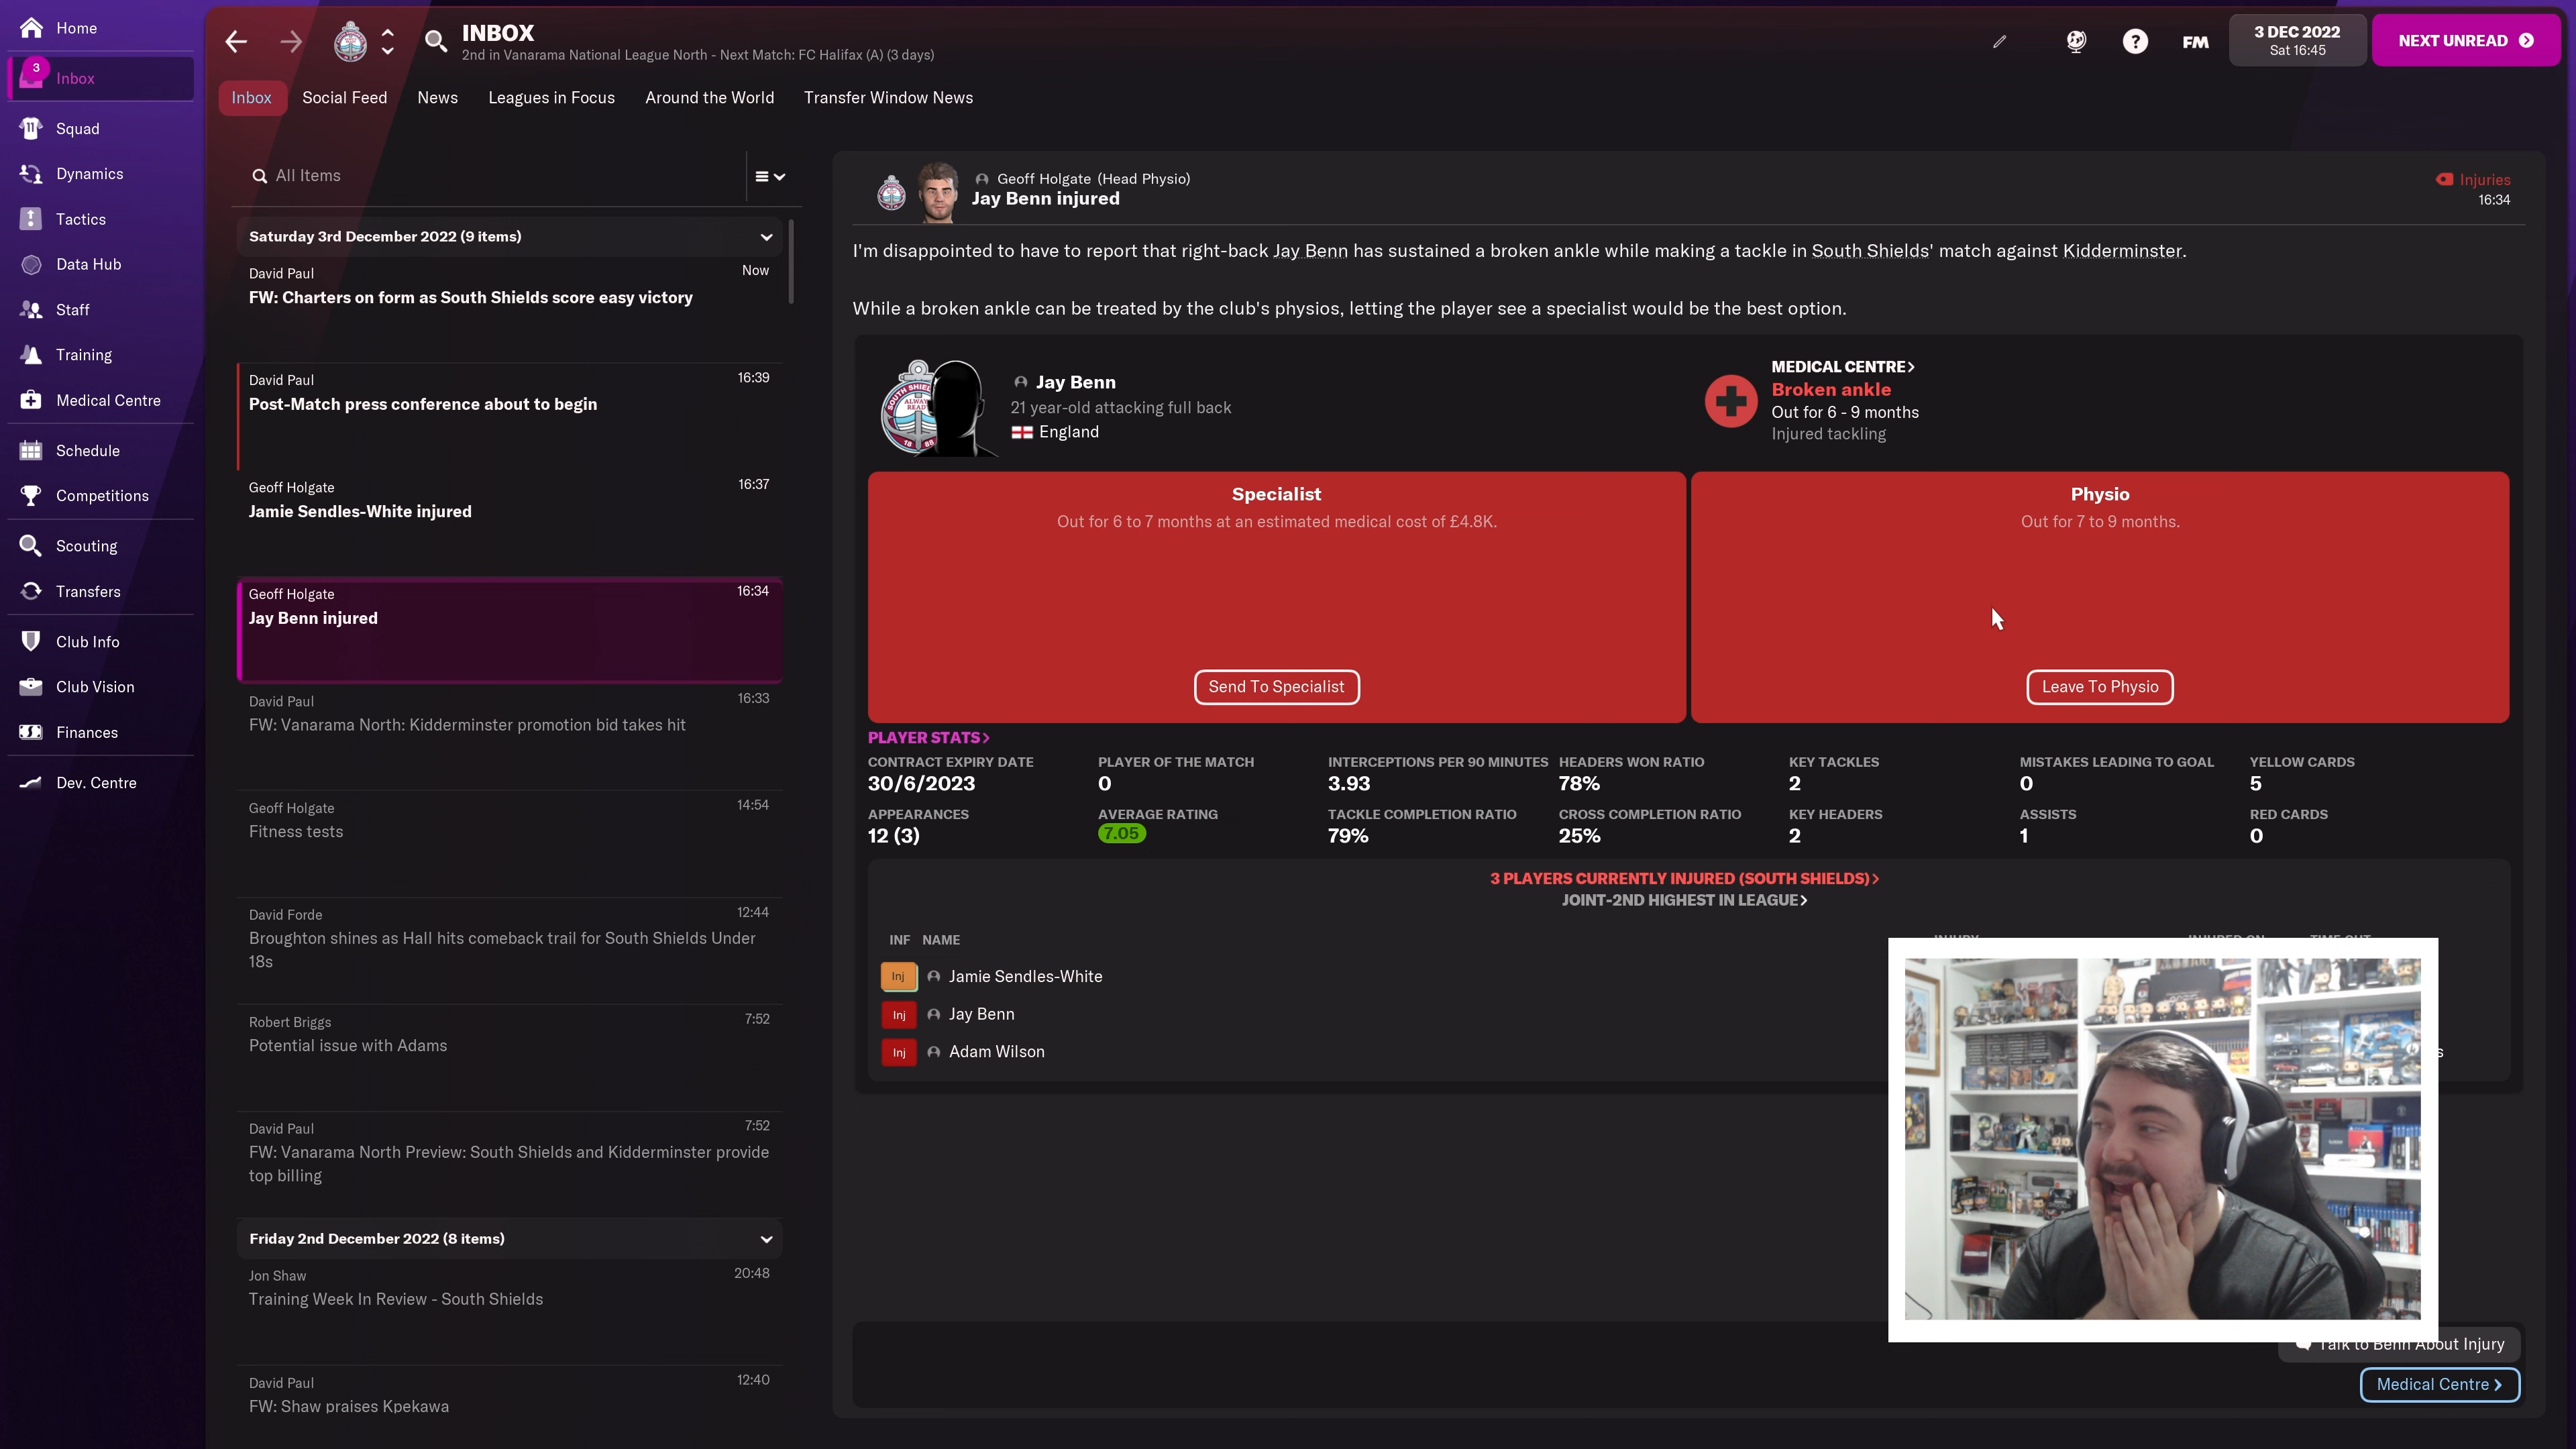 Home
3
Inbox
Squad
Dynamics
Tactics
Data Hub
Staff
Training
Medical Centre
Schedule
Competitions
Scouting
Transfers
Club Info
Club Vision
Finances
Dev. Centre
INBOX
2nd in Vanarama National League North - Next Match: FC Halifax (A) (3 days)
FM
3 DEC 2022
Sat 16:45
NEXT UNREAD
Inbox Social Feed News Leagues in Focus Around the World Transfer Window News
All Items
Saturday 3rd December 2022 (9 items)
David Paul Now
FW: Charters on form as South Shields score easy victory
David Paul 16:39
Post-Match press conference about to begin
Geoff Holgate 16:37
Jamie Sendles-White injured
Geoff Holgate 16:34
Jay Benn injured
David Paul 16:33
FW: Vanarama North: Kidderminster promotion bid takes hit
Geoff Holgate 14:54
Fitness tests
David Forde 12:44
Broughton shines as Hall hits comeback trail for South Shields Under
18s
Robert Briggs 7:52
Potential issue with Adams
David Paul 7:52
FW: Vanarama North Preview: South Shields and Kidderminster provide
top billing
Friday 2nd December 2022 (8 items)
Jon Shaw 20:48
Training Week In Review - South Shields
David Paul 12:40
FW: Shaw praises Kpekawa
Geoff Holgate (Head Physio)
Jay Benn injured
Injuries
16:34
I'm disappointed to have to report that right-back Jay Benn has sustained a broken ankle while making a tackle in South Shields' match against Kidderminster.
While a broken ankle can be treated by the club's physios, letting the player see a specialist would be the best option.
Jay Benn
21 year-old attacking full back
England
MEDICAL CENTRE
Broken ankle
Out for 6 - 9 months
Injured tackling
Specialist
Out for 6 to 7 months at an estimated medical cost of £4.8K.
Send To Specialist
Physio
Out for 7 to 9 months.
Leave To Physio
PLAYER STATS
CONTRACT EXPIRY DATE PLAYER OF THE MATCH INTERCEPTIONS PER 90 MINUTES HEADERS WON RATIO KEY TACKLES MISTAKES LEADING TO GOAL YELLOW CARDS
30/6/2023 0 3.93 78% 2 0 5
APPEARANCES AVERAGE RATING TACKLE COMPLETION RATIO CROSS COMPLETION RATIO KEY HEADERS ASSISTS RED CARDS
12 (3) 7.05 79% 25% 2 1 0
3 PLAYERS CURRENTLY INJURED (SOUTH SHIELDS)
JOINT-2ND HIGHEST IN LEAGUE
INF NAME INJURY INJURED ON TIME OUT
Inj Jamie Sendles-White
Inj Jay Benn
Inj Adam Wilson
Talk to Benn About Injury
Medical Centre